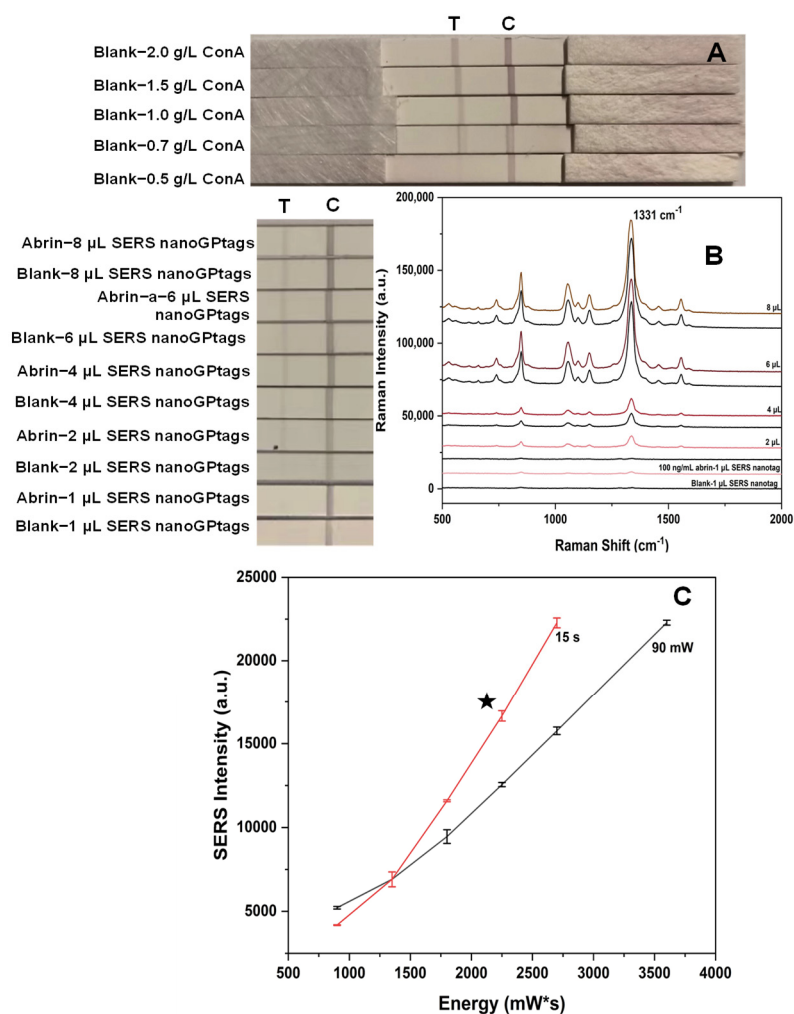 T C
A
Blank−2.0 g/L ConA
Blank−1.5 g/L ConA
Blank−1.0 g/L ConA
Blank−0.7 g/L ConA
Blank−0.5 g/L ConA
T C
Abrin−8 µL SERS nanoGPtags
Blank−8 µL SERS nanoGPtags
Abrin-a-6 µL SERS
nanoGPtags
Blank−6 µL SERS nanoGPtags
Abrin−4 µL SERS nanoGPtags
Blank−4 µL SERS nanoGPtags
Abrin−2 µL SERS nanoGPtags
Blank−2 µL SERS nanoGPtags
Abrin−1 µL SERS nanoGPtags
Blank−1 µL SERS nanoGPtags
B
Raman Intensity (a.u.)
200,000
150,000
100,000
50,000
0
1331 cm⁻¹
8 µL
6 µL
4 µL
2 µL
100 ng/mL abrin-1 µL SERS nanotag
Blank-1 µL SERS nanotag
500 1000 1500 2000
Raman Shift (cm⁻¹)
C
SERS Intensity (a.u.)
25000
20000
15000
10000
5000
15 s
90 mW
500 1000 1500 2000 2500 3000 3500 4000
Energy (mW*s)